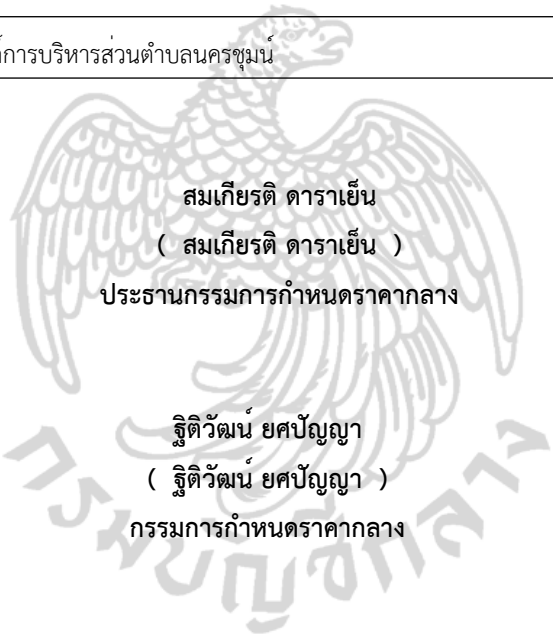 การบริหารส่วนตำบลนครชุมน์
สมเกียรติ ดาราเย็น
( สมเกียรติ ดาราเย็น )
ประธานกรรมการกำหนดราคากลาง
ฐิติวัฒน์ ยศปัญญา
( ฐิติวัฒน์ ยศปัญญา )
กรรมการกำหนดราคากลาง
กรมบัญชีกลาง